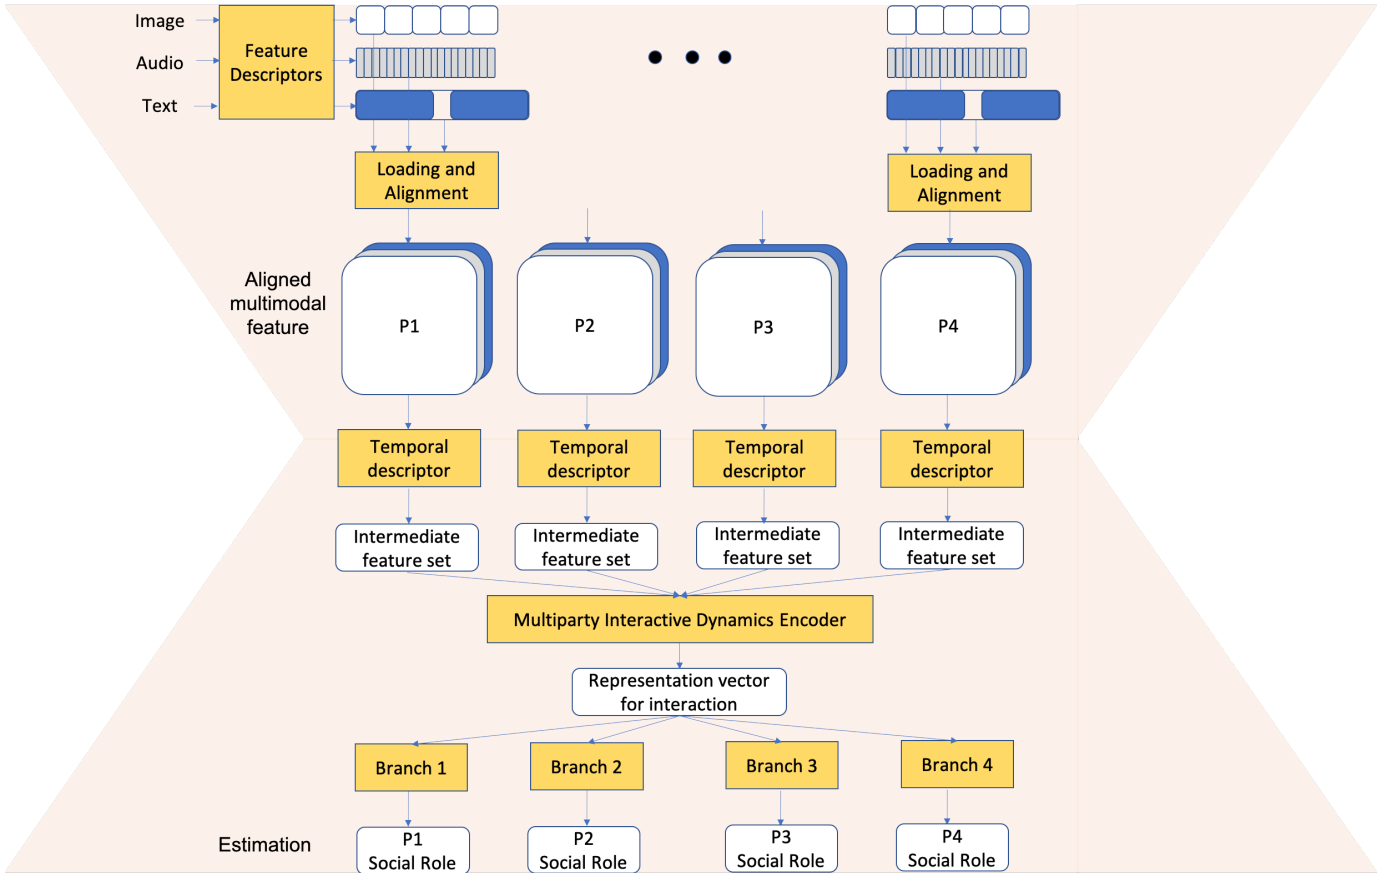 Image
Audio
Text
Feature
Descriptors
Loading and
Alignment
Loading and
Alignment
Aligned
multimodal
feature
P1
P2
P3
P4
Temporal
descriptor
Temporal
descriptor
Temporal
descriptor
Temporal
descriptor
Intermediate
feature set
Intermediate
feature set
Intermediate
feature set
Intermediate
feature set
Multiparty Interactive Dynamics Encoder
Representation vector
for interaction
Branch 1
Branch 2
Branch 3
Branch 4
Estimation
P1
Social Role
P2
Social Role
P3
Social Role
P4
Social Role